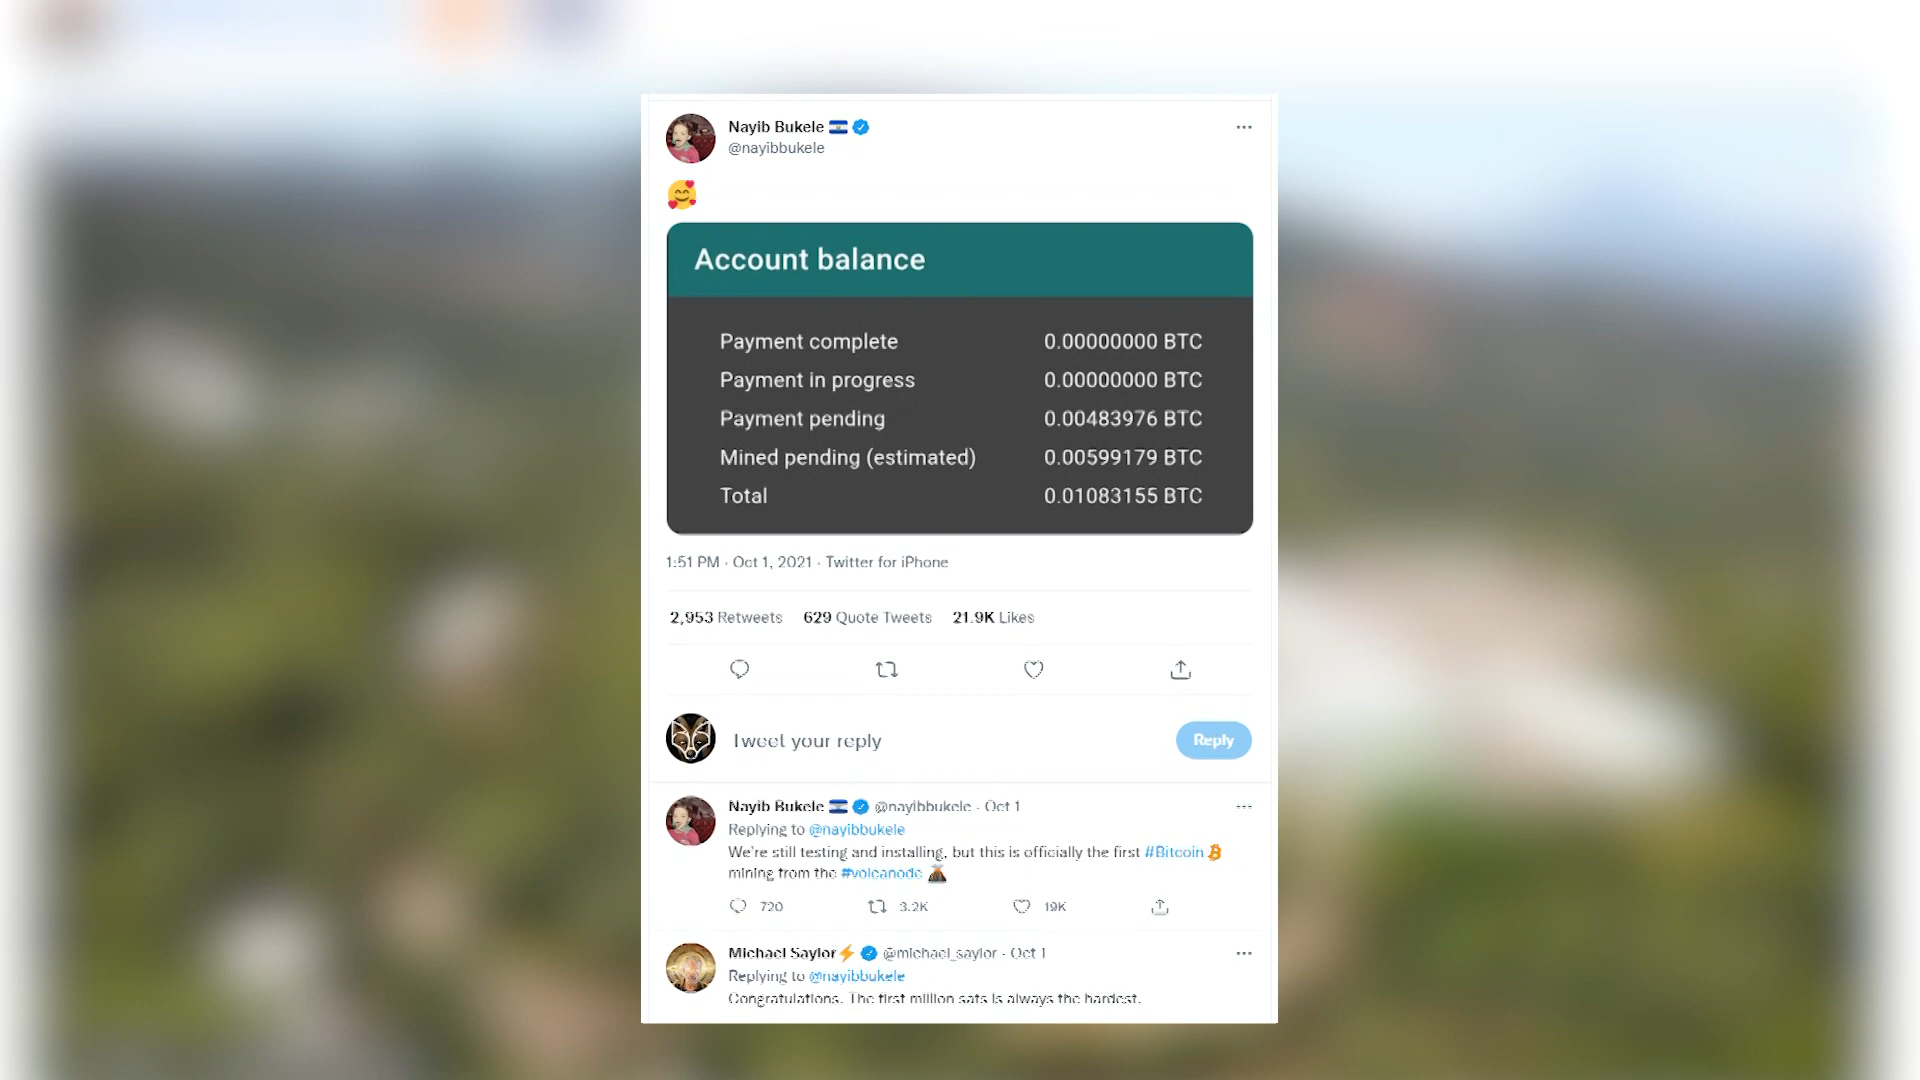 Nayib Bukele
@nayibbukele
Account balance
Payment complete 0.00000000 BTC
Payment in progress 0.00000000 BTC
Payment pending 0.00483976 BTC
Mined pending (estimated) 0.00599179 BTC
Total 0.01083155 BTC
1:51 PM · Oct 1, 2021 · Twitter for iPhone
2,953 Retweets 629 Quote Tweets 21.9K Likes
Tweet your reply Reply
Nayib Bukele @nayibbukele · Oct 1
Replying to @nayibbukele
We're still testing and installing, but this is officially the first #Bitcoin
mining from the #volcanode
720 3.2K 19K
Michael Saylor⚡ @michael_saylor · Oct 1
Replying to @nayibbukele
Congratulations. The first million sats is always the hardest.